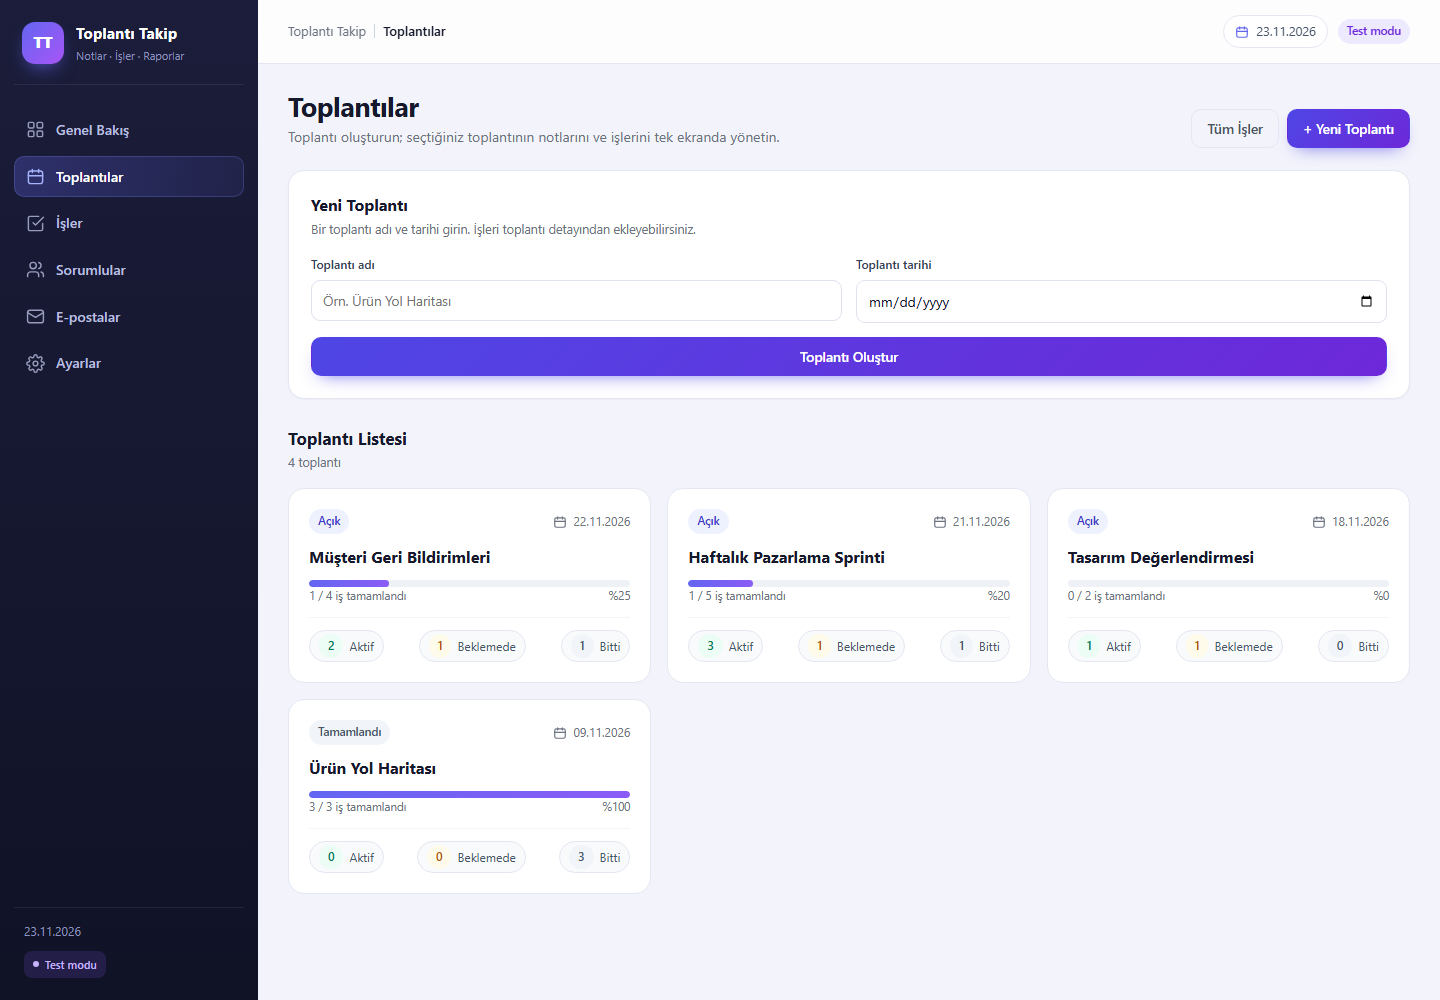 TT
Toplantı Takip
Notlar · İşler · Raporlar
Genel Bakış
Toplantılar
İşler
Sorumlular
E-postalar
Ayarlar
23.11.2026
Test modu
Toplantı Takip
Toplantılar
23.11.2026
Test modu
Toplantılar
Toplantı oluşturun; seçtiğiniz toplantının notlarını ve işlerini tek ekranda yönetin.
Tüm İşler
+ Yeni Toplantı
Yeni Toplantı
Bir toplantı adı ve tarihi girin. İşleri toplantı detayından ekleyebilirsiniz.
Toplantı adı
Toplantı tarihi
Örn. Ürün Yol Haritası
mm/dd/yyyy
Toplantı Oluştur
Toplantı Listesi
4 toplantı
Açık
22.11.2026
Müşteri Geri Bildirimleri
1 / 4 iş tamamlandı
%25
2 Aktif
1 Beklemede
1 Bitti
Açık
21.11.2026
Haftalık Pazarlama Sprinti
1 / 5 iş tamamlandı
%20
3 Aktif
1 Beklemede
1 Bitti
Açık
18.11.2026
Tasarım Değerlendirmesi
0 / 2 iş tamamlandı
%0
1 Aktif
1 Beklemede
0 Bitti
Tamamlandı
09.11.2026
Ürün Yol Haritası
3 / 3 iş tamamlandı
%100
0 Aktif
0 Beklemede
3 Bitti